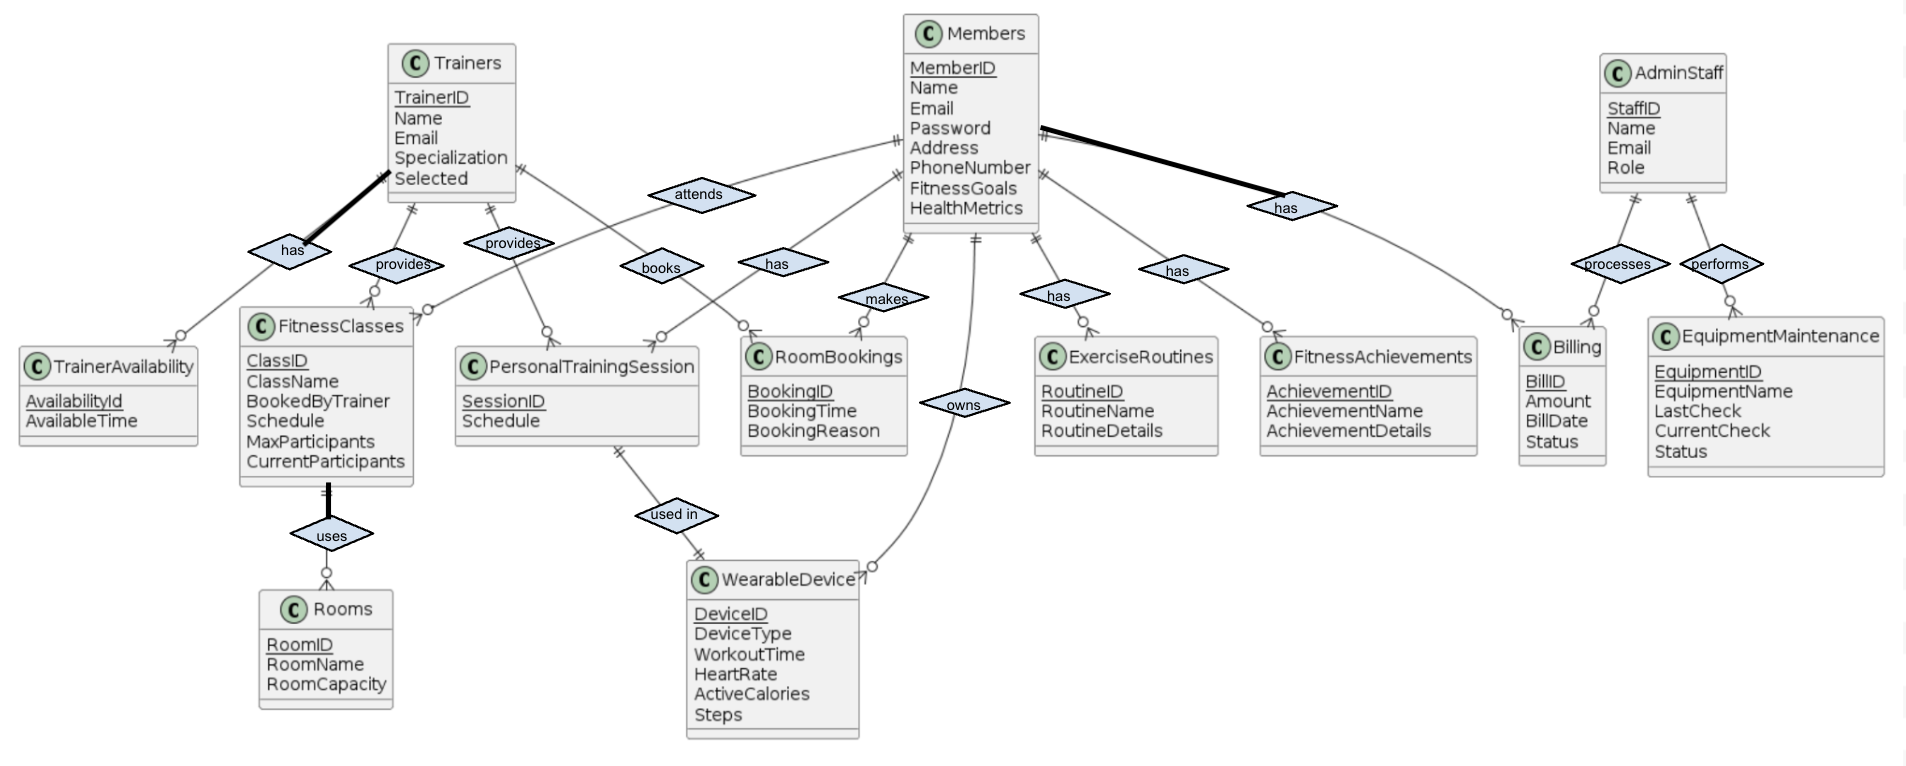 C Trainers
TrainerID
Name
Email
Specialization
Selected
C Members
MemberID
Name
Email
Password
Address
PhoneNumber
FitnessGoals
HealthMetrics
C AdminStaff
StaffID
Name
Email
Role
attends
has
has
provides
provides
books
has
makes
has
has
processes
performs
C TrainerAvailability
AvailabilityId
AvailableTime
C FitnessClasses
ClassID
ClassName
BookedByTrainer
Schedule
MaxParticipants
CurrentParticipants
C PersonalTrainingSession
SessionID
Schedule
C RoomBookings
BookingID
BookingTime
BookingReason
C ExerciseRoutines
RoutineID
RoutineName
RoutineDetails
C FitnessAchievements
AchievementID
AchievementName
AchievementDetails
C Billing
BillID
Amount
BillDate
Status
C EquipmentMaintenance
EquipmentID
EquipmentName
LastCheck
CurrentCheck
Status
owns
used in
uses
C Rooms
RoomID
RoomName
RoomCapacity
C WearableDevice
DeviceID
DeviceType
WorkoutTime
HeartRate
ActiveCalories
Steps